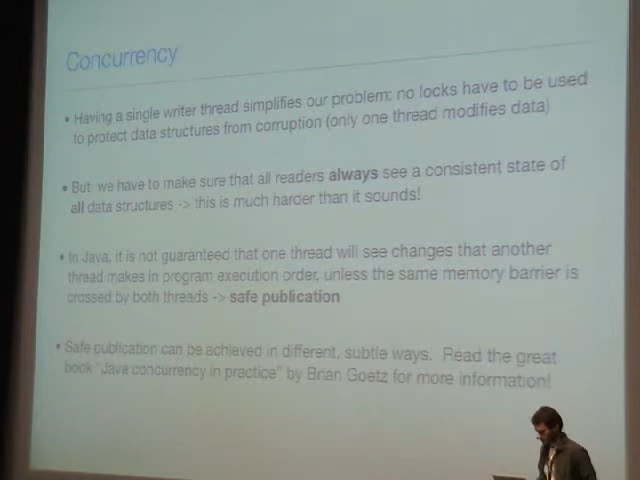 Concurrency
• Having a single writer thread simplifies our problem: no locks have to be used
to protect data structures from corruption (only one thread modifies data)
• But: we have to make sure that all readers always see a consistent state of
all data structures -> this is much harder than it sounds!
• In Java, it is not guaranteed that one thread will see changes that another
thread makes in program execution order, unless the same memory barrier is
crossed by both threads -> safe publication
• Safe publication can be achieved in different, subtle ways. Read the great
book "Java concurrency in practice" by Brian Goetz for more information!